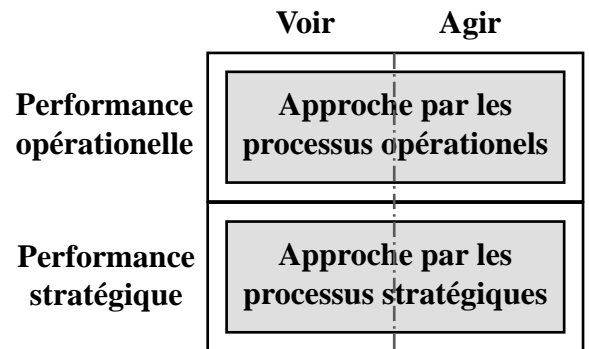 Voir Agir
Performance
opérationelle
Approche par les
processus opérationels
Performance
stratégique
Approche par les
processus stratégiques